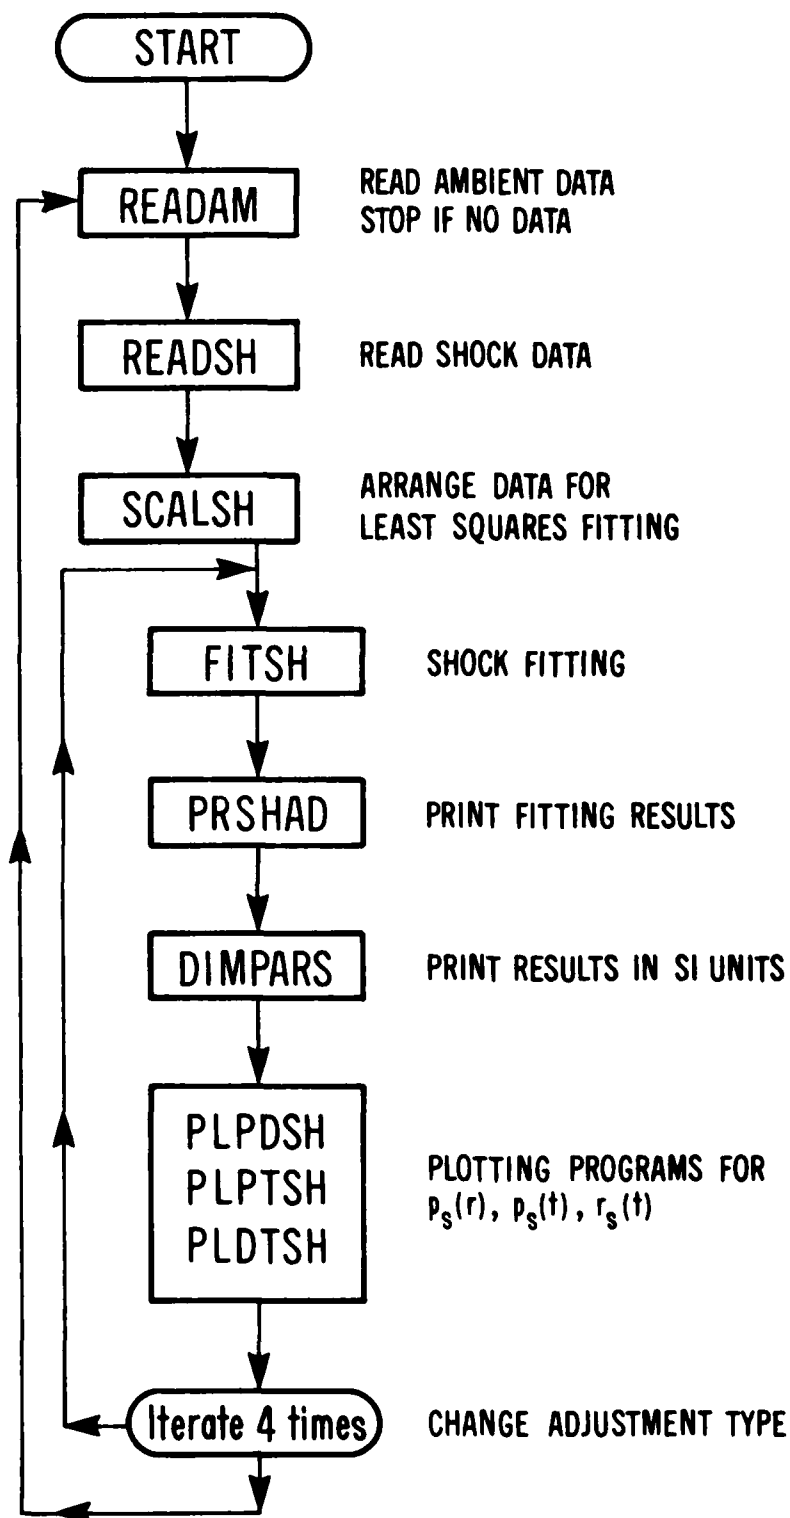 START
READAM
READ AMBIENT DATA
STOP IF NO DATA
READSH
READ SHOCK DATA
SCALSH
ARRANGE DATA FOR
LEAST SQUARES FITTING
FITSH
SHOCK FITTING
PRSHAD
PRINT FITTING RESULTS
DIMPARS
PRINT RESULTS IN SI UNITS
PLPDSH
PLPTSH
PLDTSH
PLOTTING PROGRAMS FOR
p_s(r), p_s(t), r_s(t)
Iterate 4 times
CHANGE ADJUSTMENT TYPE